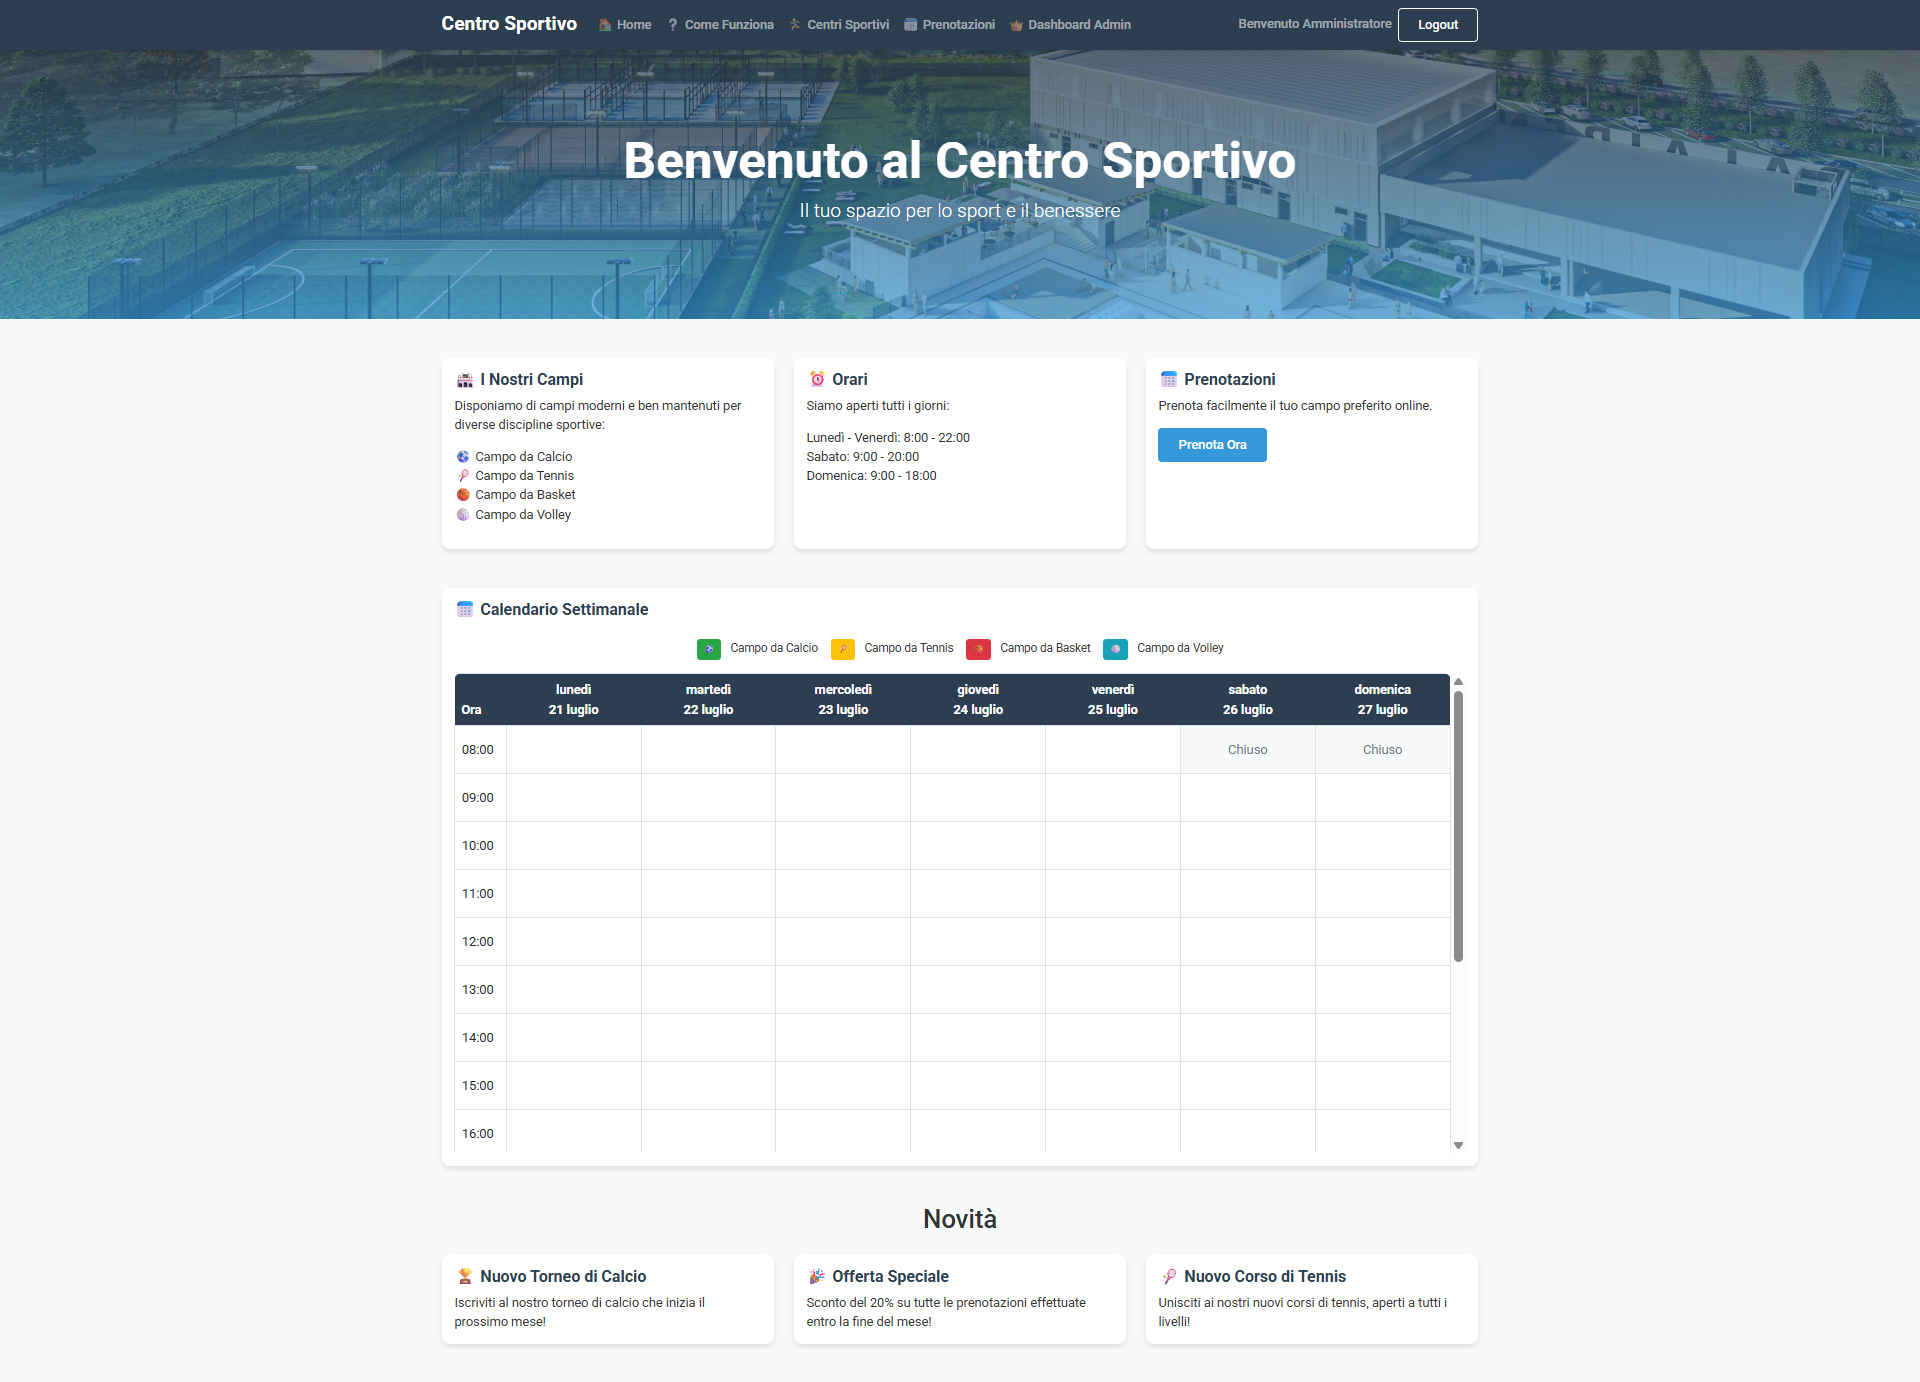 Centro Sportivo
Home
Come Funziona
Centri Sportivi
Prenotazioni
Dashboard Admin
Benvenuto Amministratore
Logout
Benvenuto al Centro Sportivo
Il tuo spazio per lo sport e il benessere
I Nostri Campi
Disponiamo di campi moderni e ben mantenuti per
diverse discipline sportive:
Campo da Calcio
Campo da Tennis
Campo da Basket
Campo da Volley
Orari
Siamo aperti tutti i giorni:
Lunedì - Venerdì: 8:00 - 22:00
Sabato: 9:00 - 20:00
Domenica: 9:00 - 18:00
Prenotazioni
Prenota facilmente il tuo campo preferito online.
Prenota Ora
Calendario Settimanale
Campo da Calcio
Campo da Tennis
Campo da Basket
Campo da Volley
Ora
lunedì
21 luglio
martedì
22 luglio
mercoledì
23 luglio
giovedì
24 luglio
venerdì
25 luglio
sabato
26 luglio
domenica
27 luglio
08:00
Chiuso
Chiuso
09:00
10:00
11:00
12:00
13:00
14:00
15:00
16:00
Novità
Nuovo Torneo di Calcio
Iscriviti al nostro torneo di calcio che inizia il
prossimo mese!
Offerta Speciale
Sconto del 20% su tutte le prenotazioni effettuate
entro la fine del mese!
Nuovo Corso di Tennis
Unisciti ai nostri nuovi corsi di tennis, aperti a tutti i
livelli!